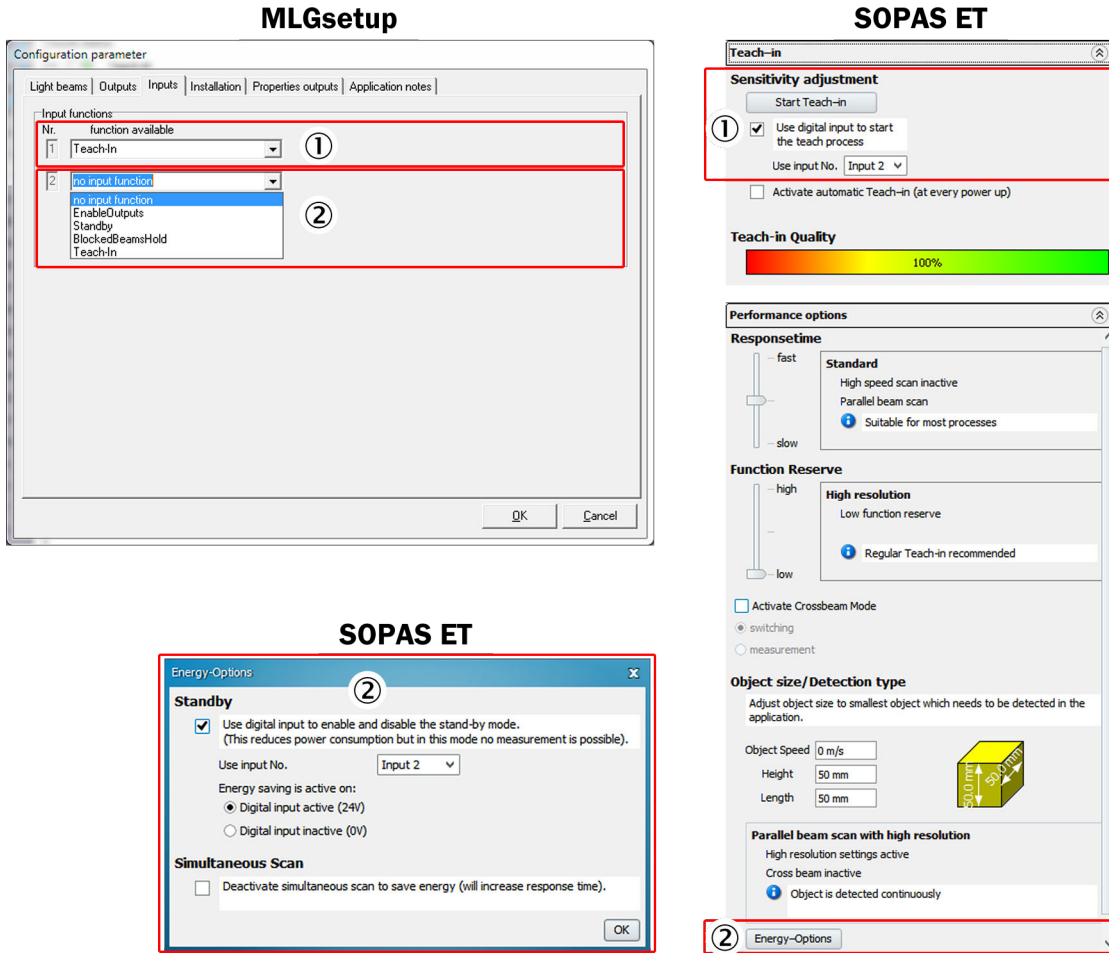 MLGsetup
Configuration parameter
Light beams
Outputs
Inputs
Installation
Properties outputs
Application notes
Input functions
Nr. function available
1 Teach-In
①
2 no input function
no input function
EnableOutputs
Standby
BlockedBeamsHold
Teach-In
②
OK
Cancel
SOPAS ET
Energy-Options
②
Standby
Use digital input to enable and disable the stand-by mode.
(This reduces power consumption but in this mode no measurement is possible).
Use input No. Input 2
Energy saving is active on:
Digital input active (24V)
Digital input inactive (0V)
Simultaneous Scan
Deactivate simultaneous scan to save energy (will increase response time).
OK
SOPAS ET
Teach-in
Sensitivity adjustment
Start Teach-in
①
Use digital input to start
the teach process
Use input No. Input 2
Activate automatic Teach-in (at every power up)
Teach-in Quality
100%
Performance options
Responsetime
fast
slow
Standard
High speed scan inactive
Parallel beam scan
Suitable for most processes
Function Reserve
high
low
High resolution
Low function reserve
Regular Teach-in recommended
Activate Crossbeam Mode
switching
measurement
Object size/Detection type
Adjust object size to smallest object which needs to be detected in the
application.
Object Speed 0 m/s
Height 50 mm
Length 50 mm
50.0 mm
50.0 mm
Parallel beam scan with high resolution
High resolution settings active
Cross beam inactive
Object is detected continuously
② Energy-Options